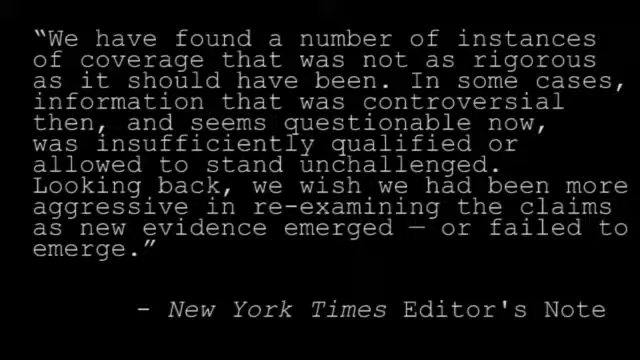 “We have found a number of instances
of coverage that was not as rigorous
as it should have been. In some cases,
information that was controversial
then, and seems questionable now,
was insufficiently qualified or
allowed to stand unchallenged.
Looking back, we wish we had been more
aggressive in re-examining the claims
as new evidence emerged — or failed to
emerge.”
- New York Times Editor's Note